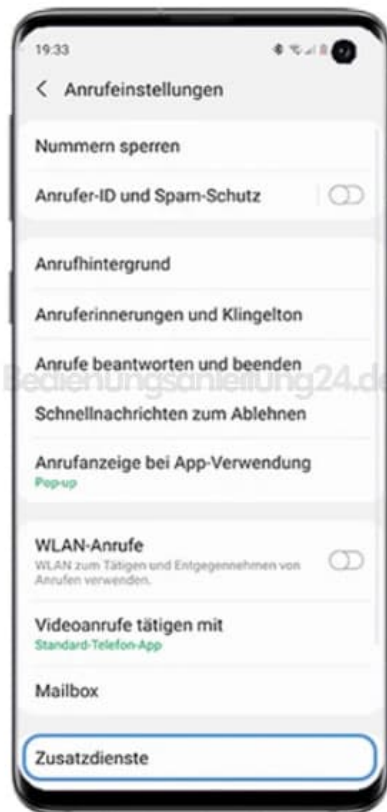 19:33
Anrufeinstellungen
Nummern sperren
Anrufer-ID und Spam-Schutz
Anrufhintergrund
Anruferinnerungen und Klingelton
Anrufe beantworten und beenden
Bedienungsanleitung24.de
Schnellnachrichten zum Ablehnen
Anrufanzeige bei App-Verwendung
Pop-up
WLAN-Anrufe
WLAN zum Tätigen und Entgegennehmen von
Anrufen verwenden.
Videoanrufe tätigen mit
Standard-Telefon-App
Mailbox
Zusatzdienste